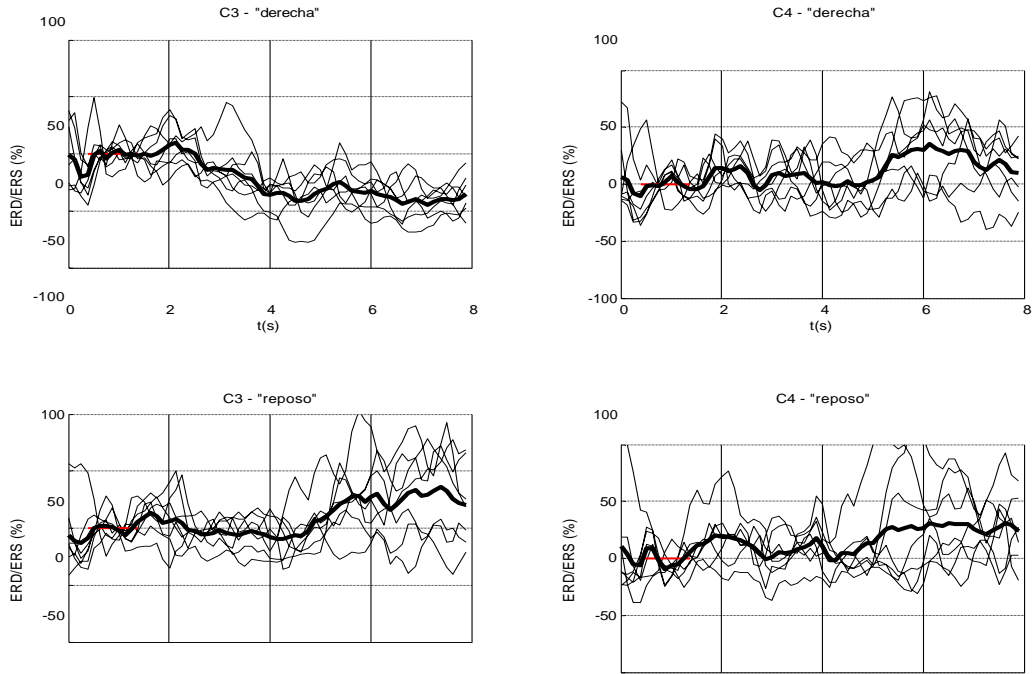 C3 - "derecha"
100
50
0
-50
-100
ERD/ERS (%)
0 2 4 6 8
t(s)
C4 - "derecha"
100
50
0
-50
-100
ERD/ERS (%)
0 2 4 6 8
t(s)
C3 - "reposo"
100
50
0
-50
ERD/ERS (%)
C4 - "reposo"
100
50
0
-50
ERD/ERS (%)